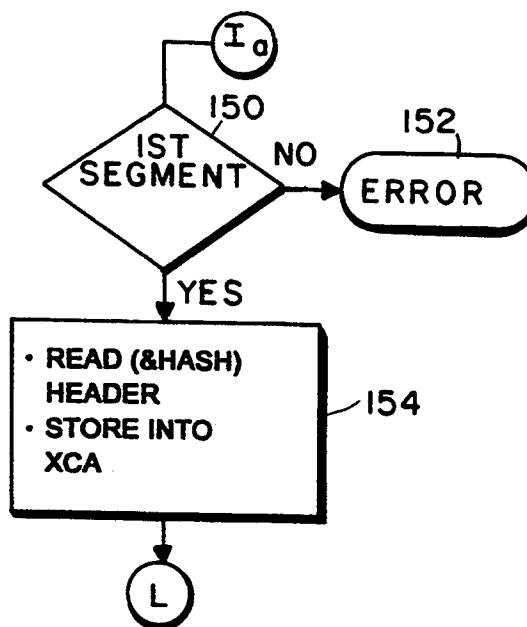 Ia
150
1ST
SEGMENT
NO
152
ERROR
YES
• READ (&HASH)
HEADER
• STORE INTO
XCA
154
L